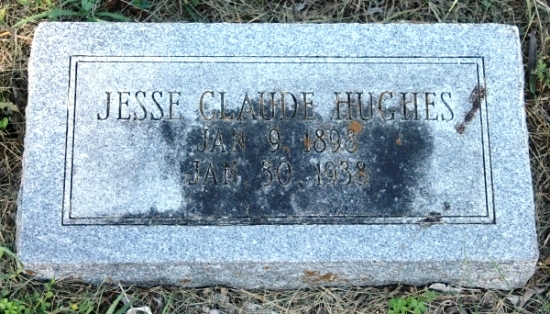 JESSE CLAUDE HUGHES
JAN 9, 1898
JAN 30, 1938